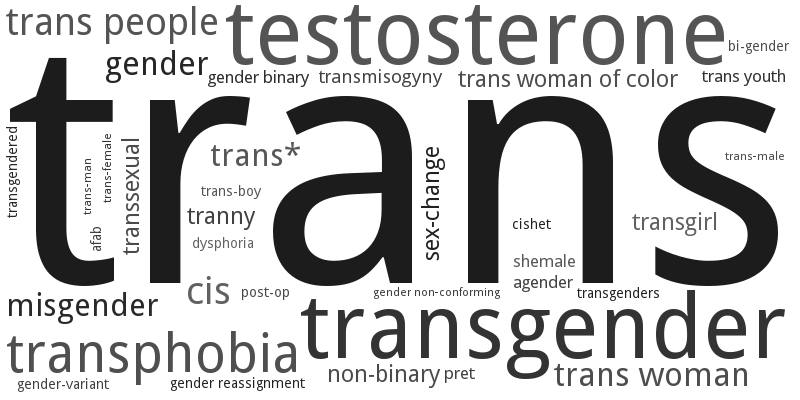 trans people
testosterone
bi-gender
gender
gender binary
transmisogyny
trans woman of color
trans youth
trans
transgendered
trans-man
trans-female
afab
transsexual
trans*
trans-boy
tranny
dysphoria
sex-change
cishet
transgirl
trans-male
shemale
agender
misgender
cis
post-op
gender non-conforming
transgenders
transgender
transphobia
gender-variant
gender reassignment
non-binary
pret
trans woman